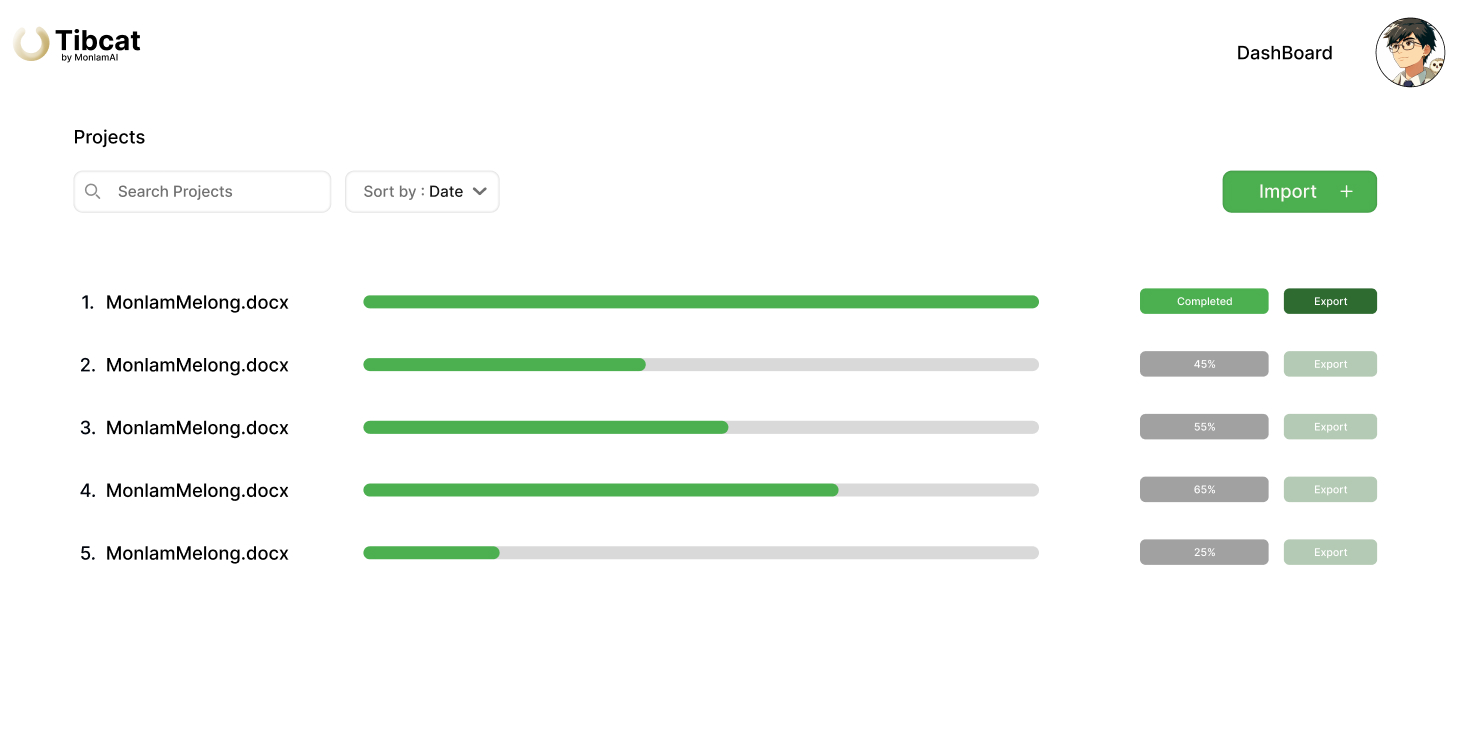 Tibcat
by MonlamAI
DashBoard
Projects
Search Projects
Sort by : Date
Import +
1. MonlamMelong.docx Completed Export
2. MonlamMelong.docx 45% Export
3. MonlamMelong.docx 55% Export
4. MonlamMelong.docx 65% Export
5. MonlamMelong.docx 25% Export